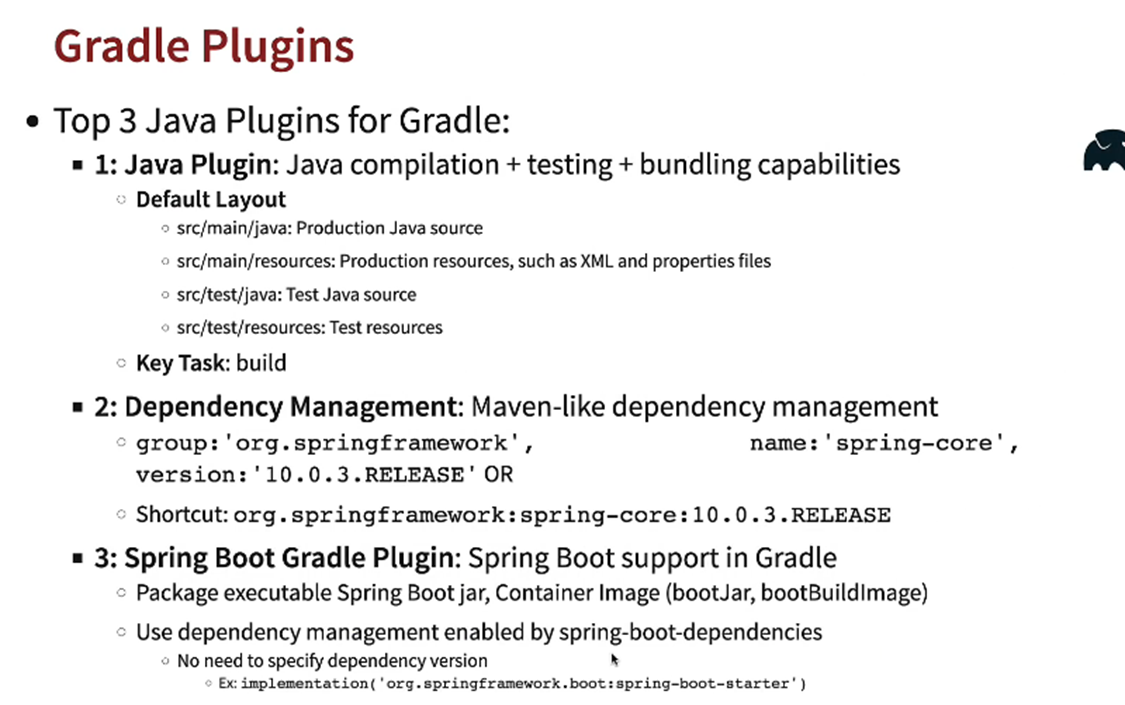 Gradle Plugins
• Top 3 Java Plugins for Gradle:
▪ 1: Java Plugin: Java compilation + testing + bundling capabilities
○ Default Layout
○ src/main/java: Production Java source
○ src/main/resources: Production resources, such as XML and properties files
○ src/test/java: Test Java source
○ src/test/resources: Test resources
○ Key Task: build
▪ 2: Dependency Management: Maven-like dependency management
○ group:'org.springframework', name:'spring-core',
version:'10.0.3.RELEASE' OR
○ Shortcut: org.springframework:spring-core:10.0.3.RELEASE
▪ 3: Spring Boot Gradle Plugin: Spring Boot support in Gradle
○ Package executable Spring Boot jar, Container Image (bootJar, bootBuildImage)
○ Use dependency management enabled by spring-boot-dependencies
○ No need to specify dependency version
○ Ex: implementation('org.springframework.boot:spring-boot-starter')